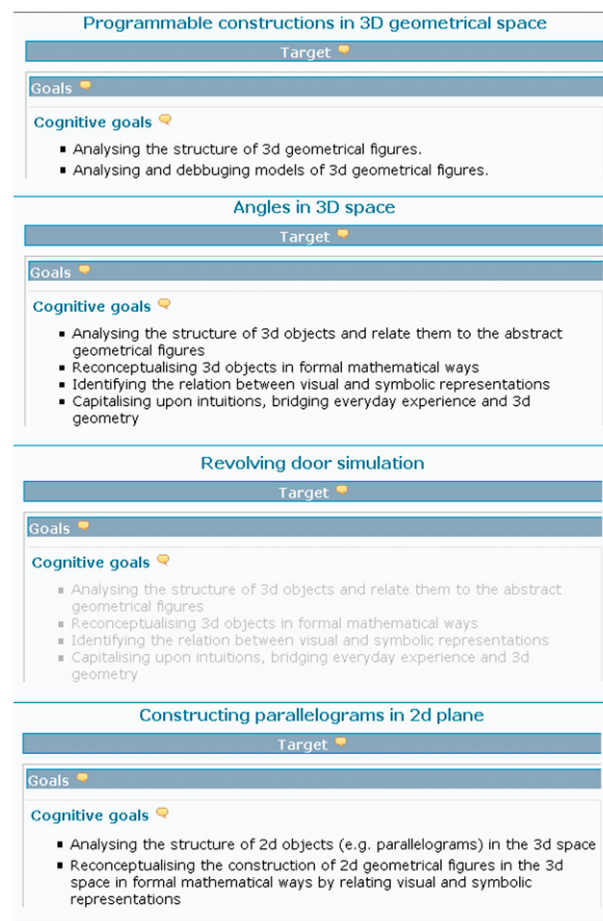 Programmable constructions in 3D geometrical space
Target
Goals
Cognitive goals
Analysing the structure of 3d geometrical figures.
Analysing and debbuging models of 3d geometrical figures.
Angles in 3D space
Target
Goals
Cognitive goals
Analysing the structure of 3d objects and relate them to the abstract
geometrical figures
Reconceptualising 3d objects in formal mathematical ways
Identifying the relation between visual and symbolic representations
Capitalising upon intuitions, bridging everyday experience and 3d
geometry
Revolving door simulation
Target
Goals
Cognitive goals
Analysing the structure of 3d objects and relate them to the abstract
geometrical figures
Reconceptualising 3d objects in formal mathematical ways
Identifying the relation between visual and symbolic representations
Capitalising upon intuitions, bridging everyday experience and 3d
geometry
Constructing parallelograms in 2d plane
Target
Goals
Cognitive goals
Analysing the structure of 2d objects (e.g. parallelograms) in the 3d space
Reconceptualising the construction of 2d geometrical figures in the 3d
space in formal mathematical ways by relating visual and symbolic
representations